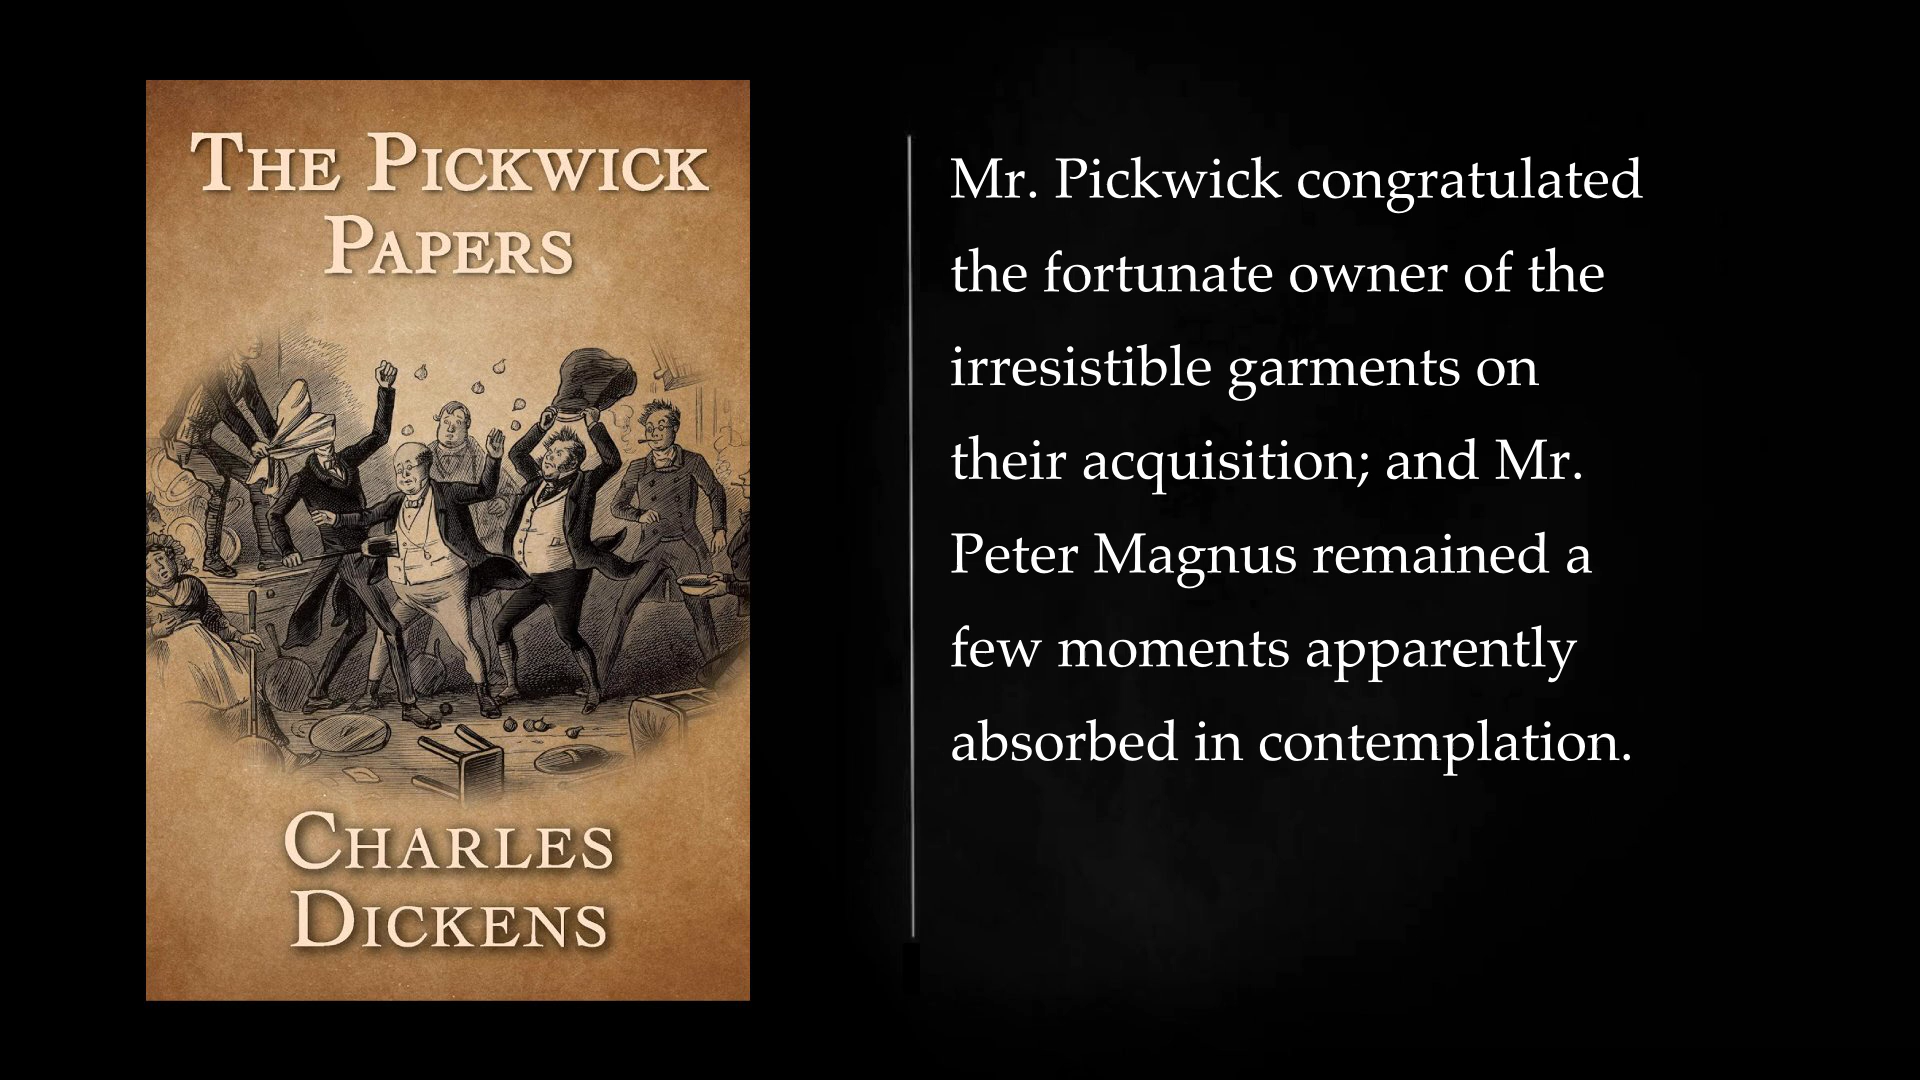 THE PICKWICK
PAPERS
CHARLES
DICKENS
Mr. Pickwick congratulated
the fortunate owner of the
irresistible garments on
their acquisition; and Mr.
Peter Magnus remained a
few moments apparently
absorbed in contemplation.